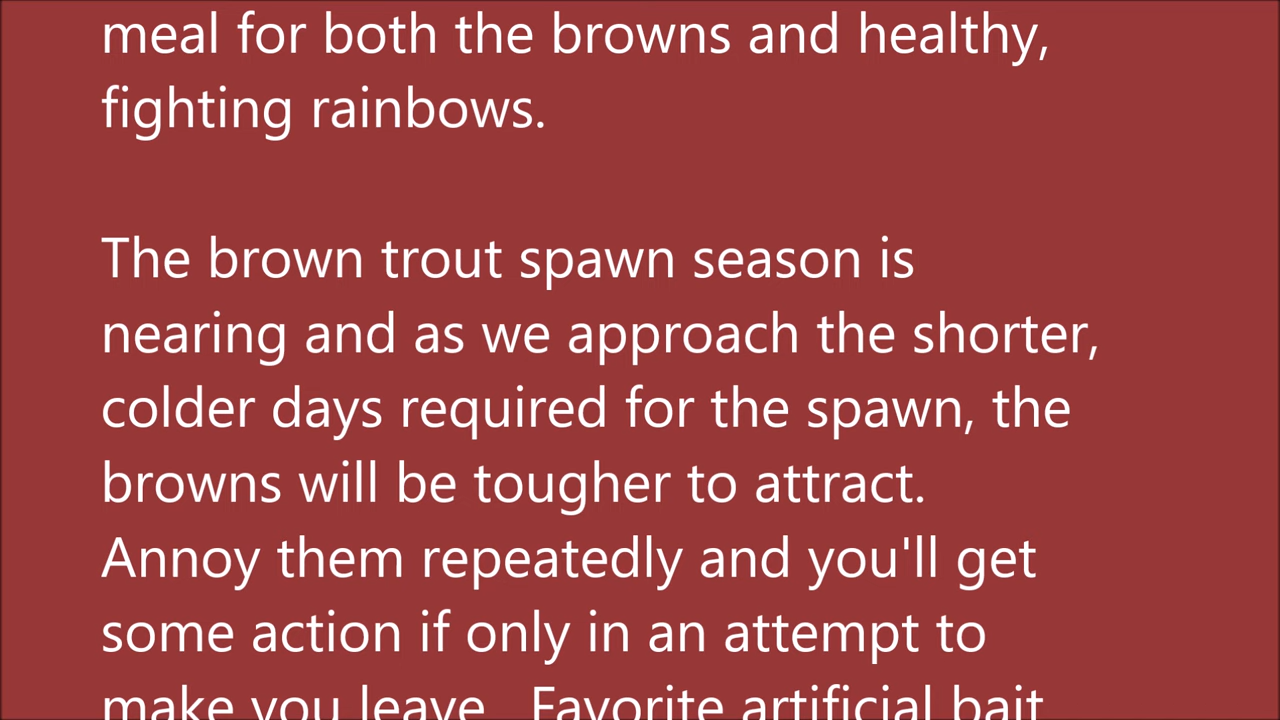 meal for both the browns and healthy,
fighting rainbows.
The brown trout spawn season is
nearing and as we approach the shorter,
colder days required for the spawn, the
browns will be tougher to attract.
Annoy them repeatedly and you'll get
some action if only in an attempt to
make you leave. Favorite artificial bait